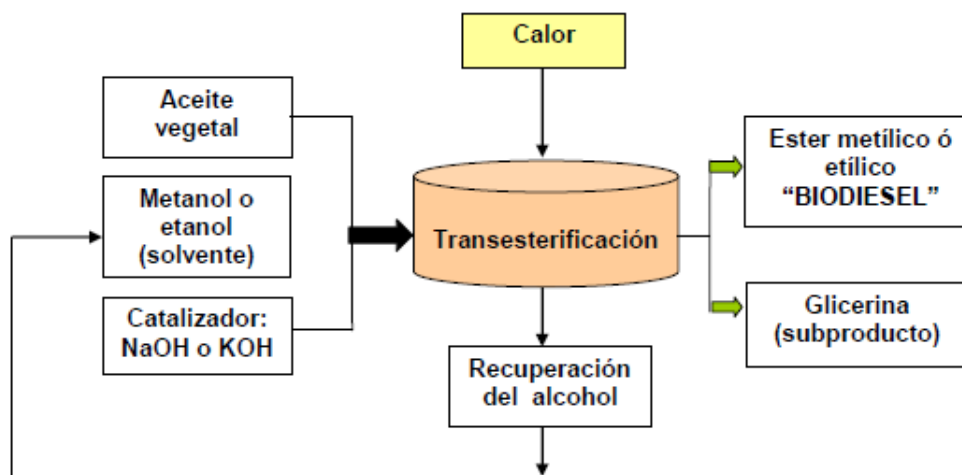 Calor
Aceite
vegetal
Metanol o
etanol
(solvente)
Catalizador:
NaOH o KOH
Transesterificación
Recuperación
del alcohol
Ester metílico ó
etílico
“BIODIESEL”
Glicerina
(subproducto)